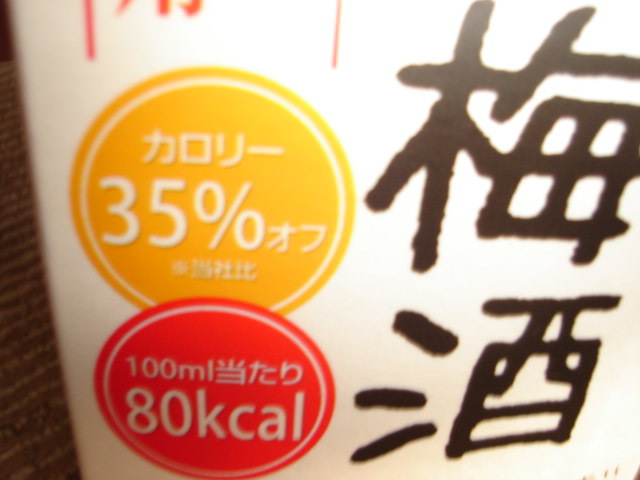 梅酒
カロリー
35%オフ
※当社比
100ml当たり
80kcal